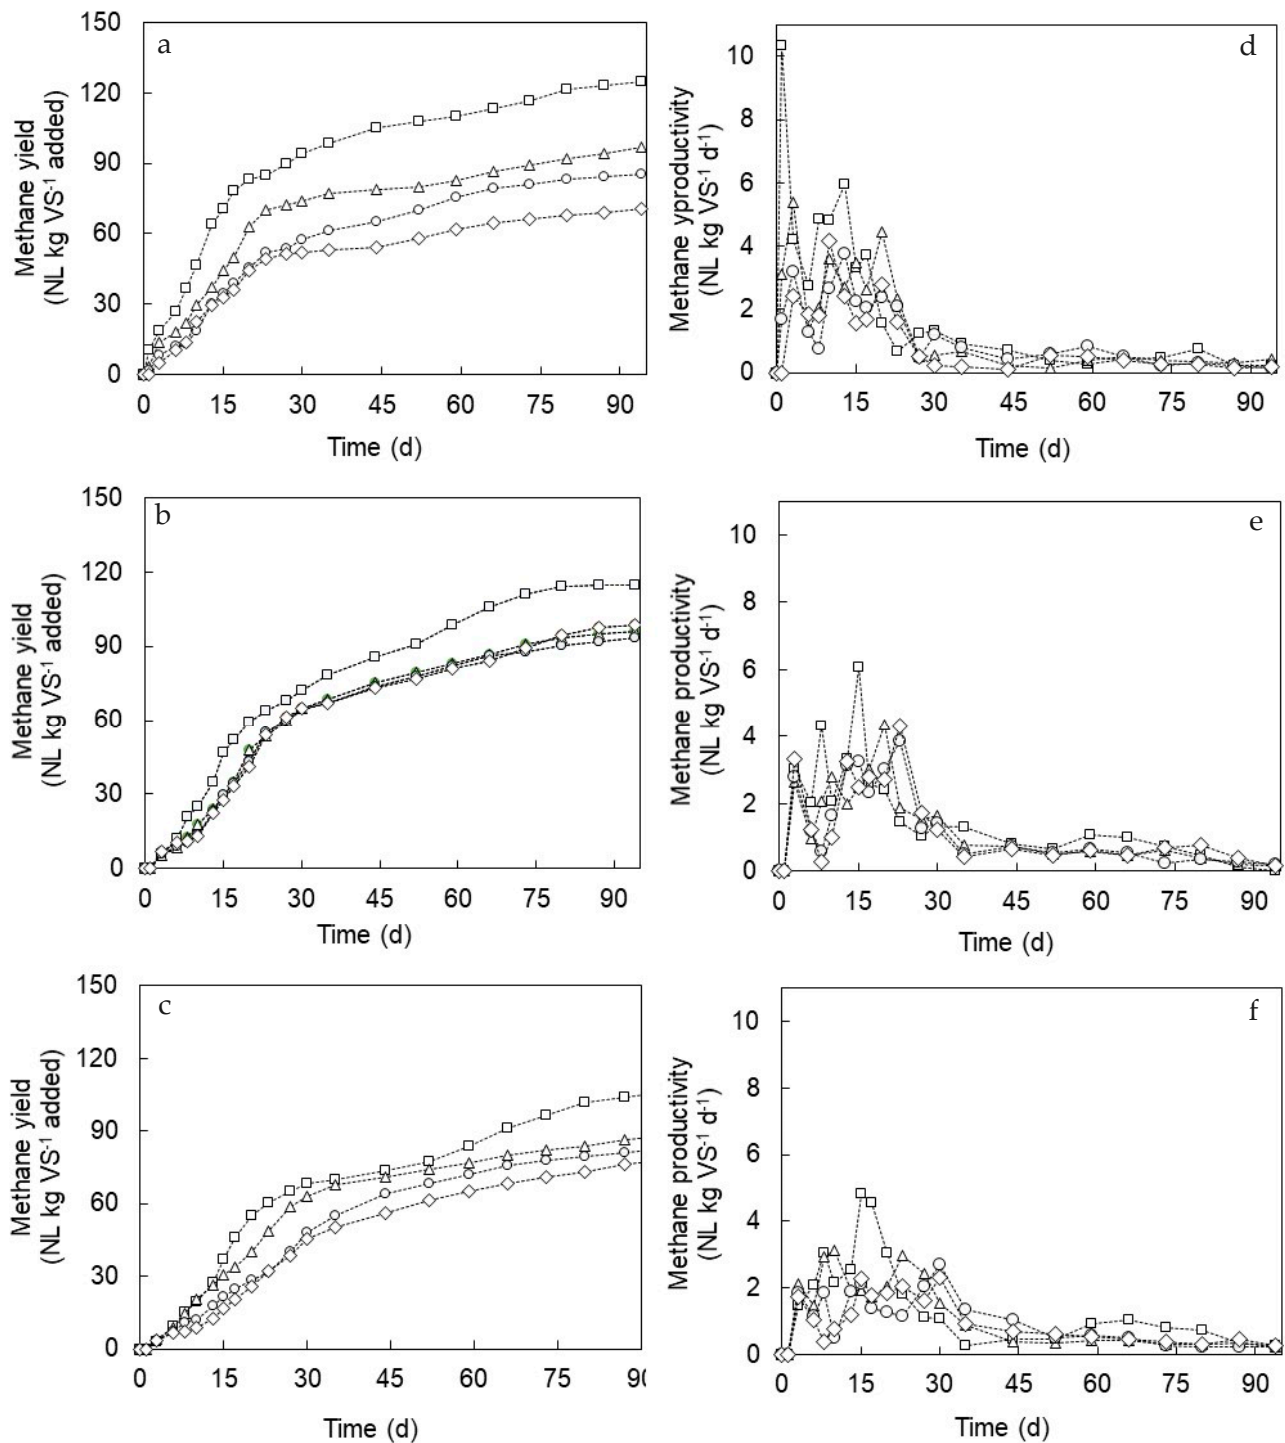 a
150
120
90
60
30
0
Methane yield
(NL kg VS-1 added)
0 15 30 45 60 75 90
Time (d)
d
10
8
6
4
2
0
Methane yproductivity
(NL kg VS-1 d-1)
0 15 30 45 60 75 90
Time (d)
b
150
120
90
60
30
0
Methane yield
(NL kg VS-1 added)
0 15 30 45 60 75 90
Time (d)
e
10
8
6
4
2
0
Methane productivity
(NL kg VS-1 d-1)
0 15 30 45 60 75 90
Time (d)
c
150
120
90
60
30
0
Methane yield
(NL kg VS-1 added)
0 15 30 45 60 75 90
Time (d)
f
10
8
6
4
2
0
Methane productivity
(NL kg VS-1 d-1)
0 15 30 45 60 75 90
Time (d)